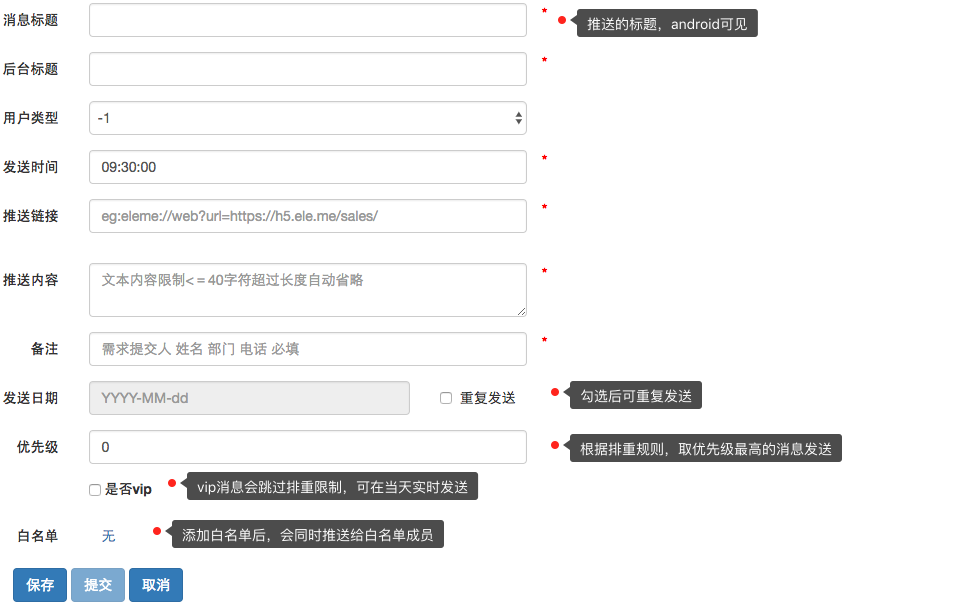 消息标题 * 推送的标题，android可见
后台标题 *
用户类型 -1
发送时间 09:30:00 *
推送链接 eg:eleme://web?url=https://h5.ele.me/sales/ *
推送内容 文本内容限制<=40字符超过长度自动省略 *
备注 需求提交人 姓名 部门 电话 必填 *
发送日期 YYYY-MM-dd 重复发送 勾选后可重复发送
优先级 0 根据排重规则，取优先级最高的消息发送
是否vip vip消息会跳过排重限制，可在当天实时发送
白名单 无 添加白名单后，会同时推送给白名单成员
保存 提交 取消